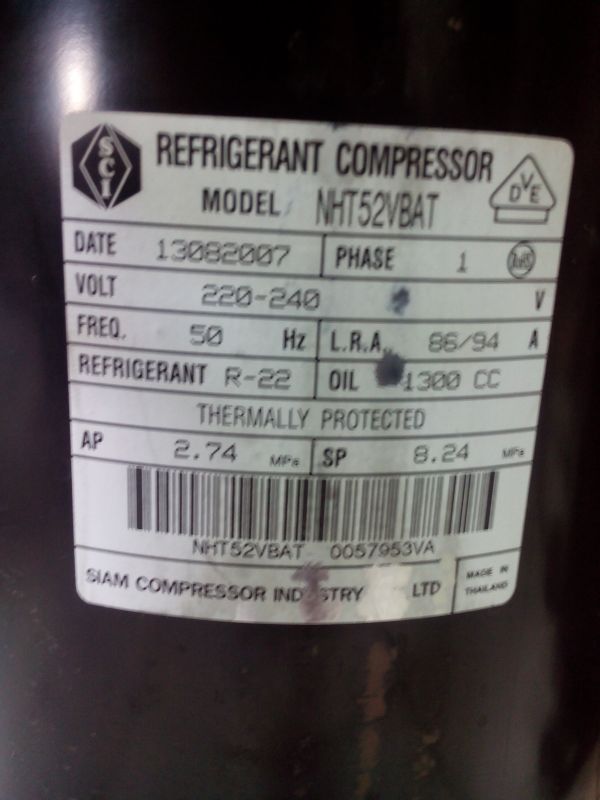 SCI
REFRIGERANT COMPRESSOR
MODEL NHT52VBAT
DVE
DATE 13082007 PHASE 1 RoHS
VOLT 220-240 V
FREQ. 50 Hz L.R.A. 86/94 A
REFRIGERANT R-22 OIL 1300 CC
THERMALLY PROTECTED
AP 2.74 MPa SP 8.24 MPa
NHT52VBAT 0057953VA
SIAM COMPRESSOR INDUSTRY LTD
MADE IN
THAILAND